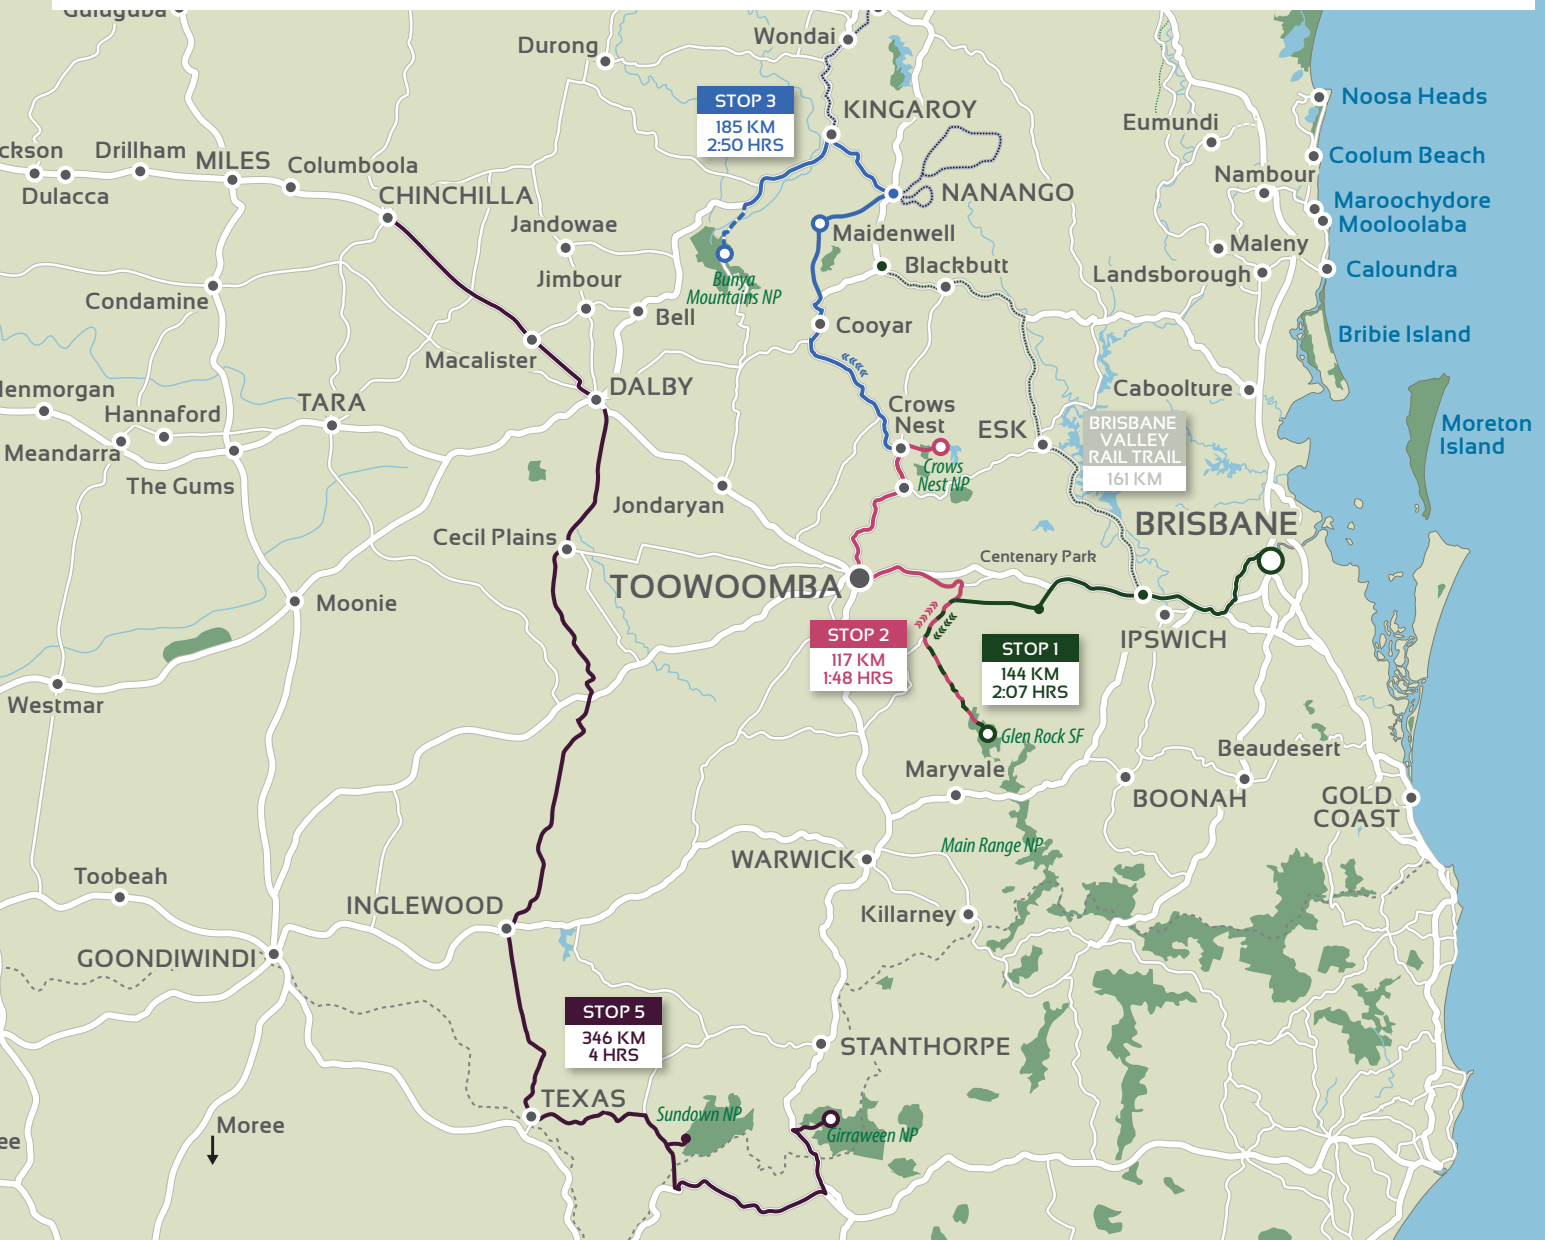 Durong
Wondai
STOP 3
185 KM
2:50 HRS
KINGAROY
Noosa Heads
Eumundi
Coolum Beach
Drillham
MILES
Columboola
Dulacca
CHINCHILLA
NANANGO
Nambour
Maroochydore
Mooloolaba
Jandowae
Maidenwell
Maleny
Blackbutt
Landsborough
Caloundra
Jimbour
Bunya
Mountains NP
Condamine
Bell
Cooyar
Bribie Island
Macalister
DALBY
Caboolture
Hannaford
TARA
Crows
Nest
ESK
BRISBANE
VALLEY
RAIL TRAIL
161 KM
Moreton
Island
Meandarra
The Gums
Crows
Nest NP
Jondaryan
BRISBANE
Cecil Plains
Centenary Park
TOOWOOMBA
Moonie
STOP 2
117 KM
1:48 HRS
STOP 1
144 KM
2:07 HRS
IPSWICH
Westmar
Glen Rock SF
Beaudesert
Maryvale
BOONAH
GOLD
COAST
Main Range NP
WARWICK
Toobeah
INGLEWOOD
Killarney
GOONDIWINDI
STOP 5
346 KM
4 HRS
STANTHORPE
TEXAS
Sundown NP
Moree
Girraween NP